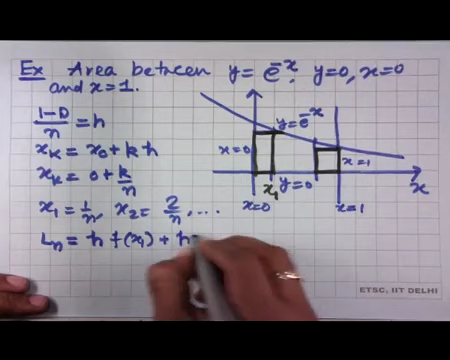 Ex Area between y = e^-x, y=0, x=0
and x=1.
1-0/n = h
x_k = x_0 + k h
x_k = 0 + k/n
x_1 = 1/n, x_2 = 2/n, ....
L_n = h f(x_1) + h
y = e^-x
x=0
x=1
x_1
y=0
x
x=0
x=1
ETSC, IIT DELHI